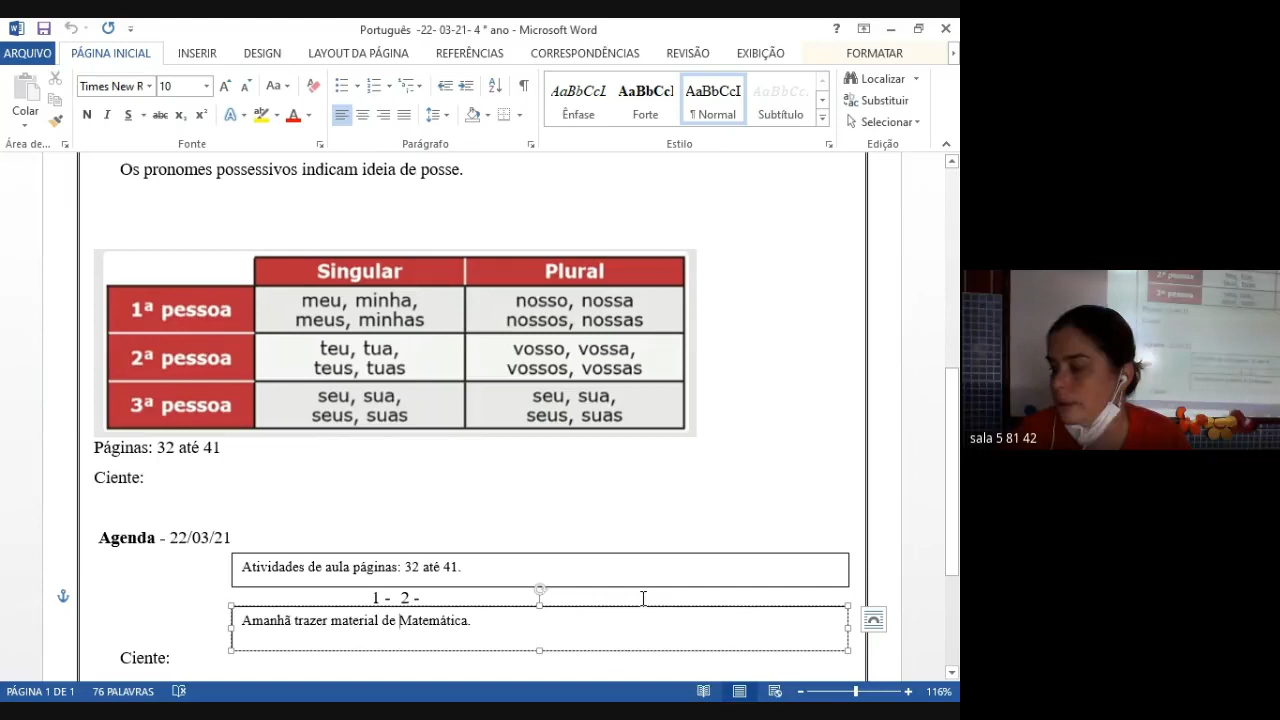 Português -22- 03-21- 4 ° ano - Microsoft Word
ARQUIVO PÁGINA INICIAL INSERIR DESIGN LAYOUT DA PÁGINA REFERÊNCIAS CORRESPONDÊNCIAS REVISÃO EXIBIÇÃO FORMATAR
Times New R 10 Aa
Colar
N I S abc x₂ x² A A
AaBbCcI AaBbCcI AaBbCcI AaBbCc.
Ênfase Forte ¶ Normal Subtítulo
Localizar
Substituir
Selecionar
Área de... Fonte Parágrafo Estilo Edição
Os pronomes possessivos indicam ideia de posse.
Singular Plural
1ª pessoa meu, minha, nosso, nossa
meus, minhas nossos, nossas
2ª pessoa teu, tua, vosso, vossa,
teus, tuas vossos, vossas
3ª pessoa seu, sua, seu, sua,
seus, suas seus, suas
Páginas: 32 até 41
Ciente:
Agenda - 22/03/21
Atividades de aula páginas: 32 até 41.
1 - 2 -
Amanhã trazer material de Matemática.
Ciente:
PÁGINA 1 DE 1 76 PALAVRAS 116%
sala 5 81 42